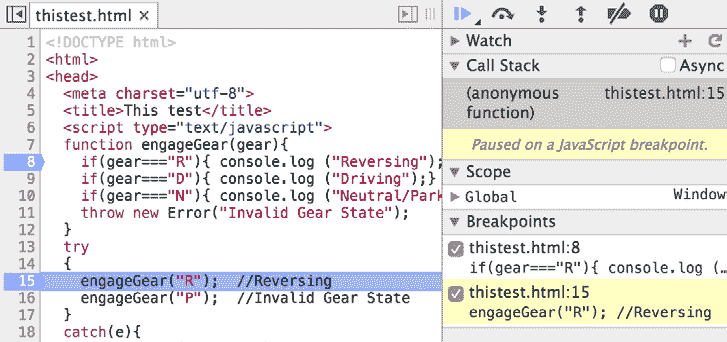 thistest.html ×
1 <!DOCTYPE html>
2 <html>
3 <head>
4 <meta charset="utf-8">
5 <title>This test</title>
6 <script type="text/javascript">
7 function engageGear(gear){
8 if(gear==="R"){ console.log ("Reversing");
9 if(gear==="D"){ console.log ("Driving");}
10 if(gear==="N"){ console.log ("Neutral/Park
11 throw new Error("Invalid Gear State");
12 }
13 try
14 {
15 engageGear("R"); //Reversing
16 engageGear("P"); //Invalid Gear State
17 }
18 catch(e){
Watch
Call Stack Async
(anonymous function) thistest.html:15
Paused on a JavaScript breakpoint.
Scope
Global Window
Breakpoints
thistest.html:8
if(gear==="R"){ console.log (…
thistest.html:15
engageGear("R"); //Reversing